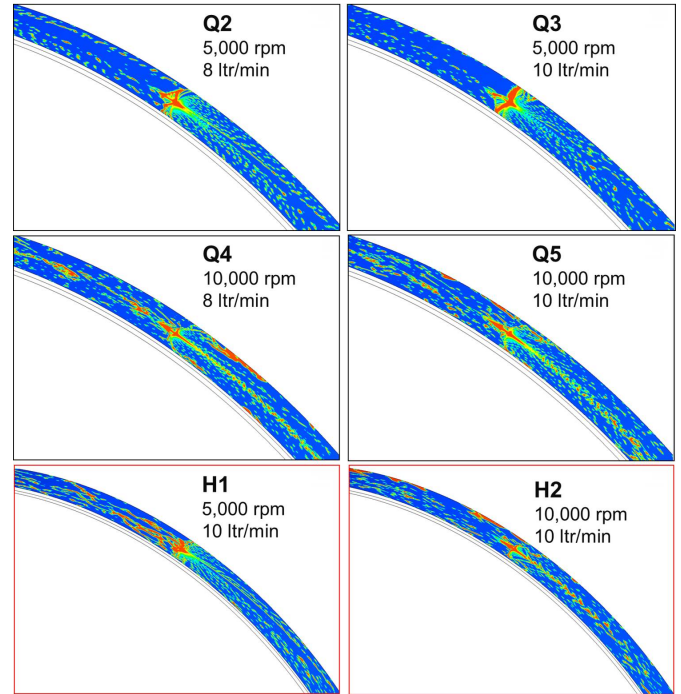 Q2
5,000 rpm
8 ltr/min
Q3
5,000 rpm
10 ltr/min
Q4
10,000 rpm
8 ltr/min
Q5
10,000 rpm
10 ltr/min
H1
5,000 rpm
10 ltr/min
H2
10,000 rpm
10 ltr/min